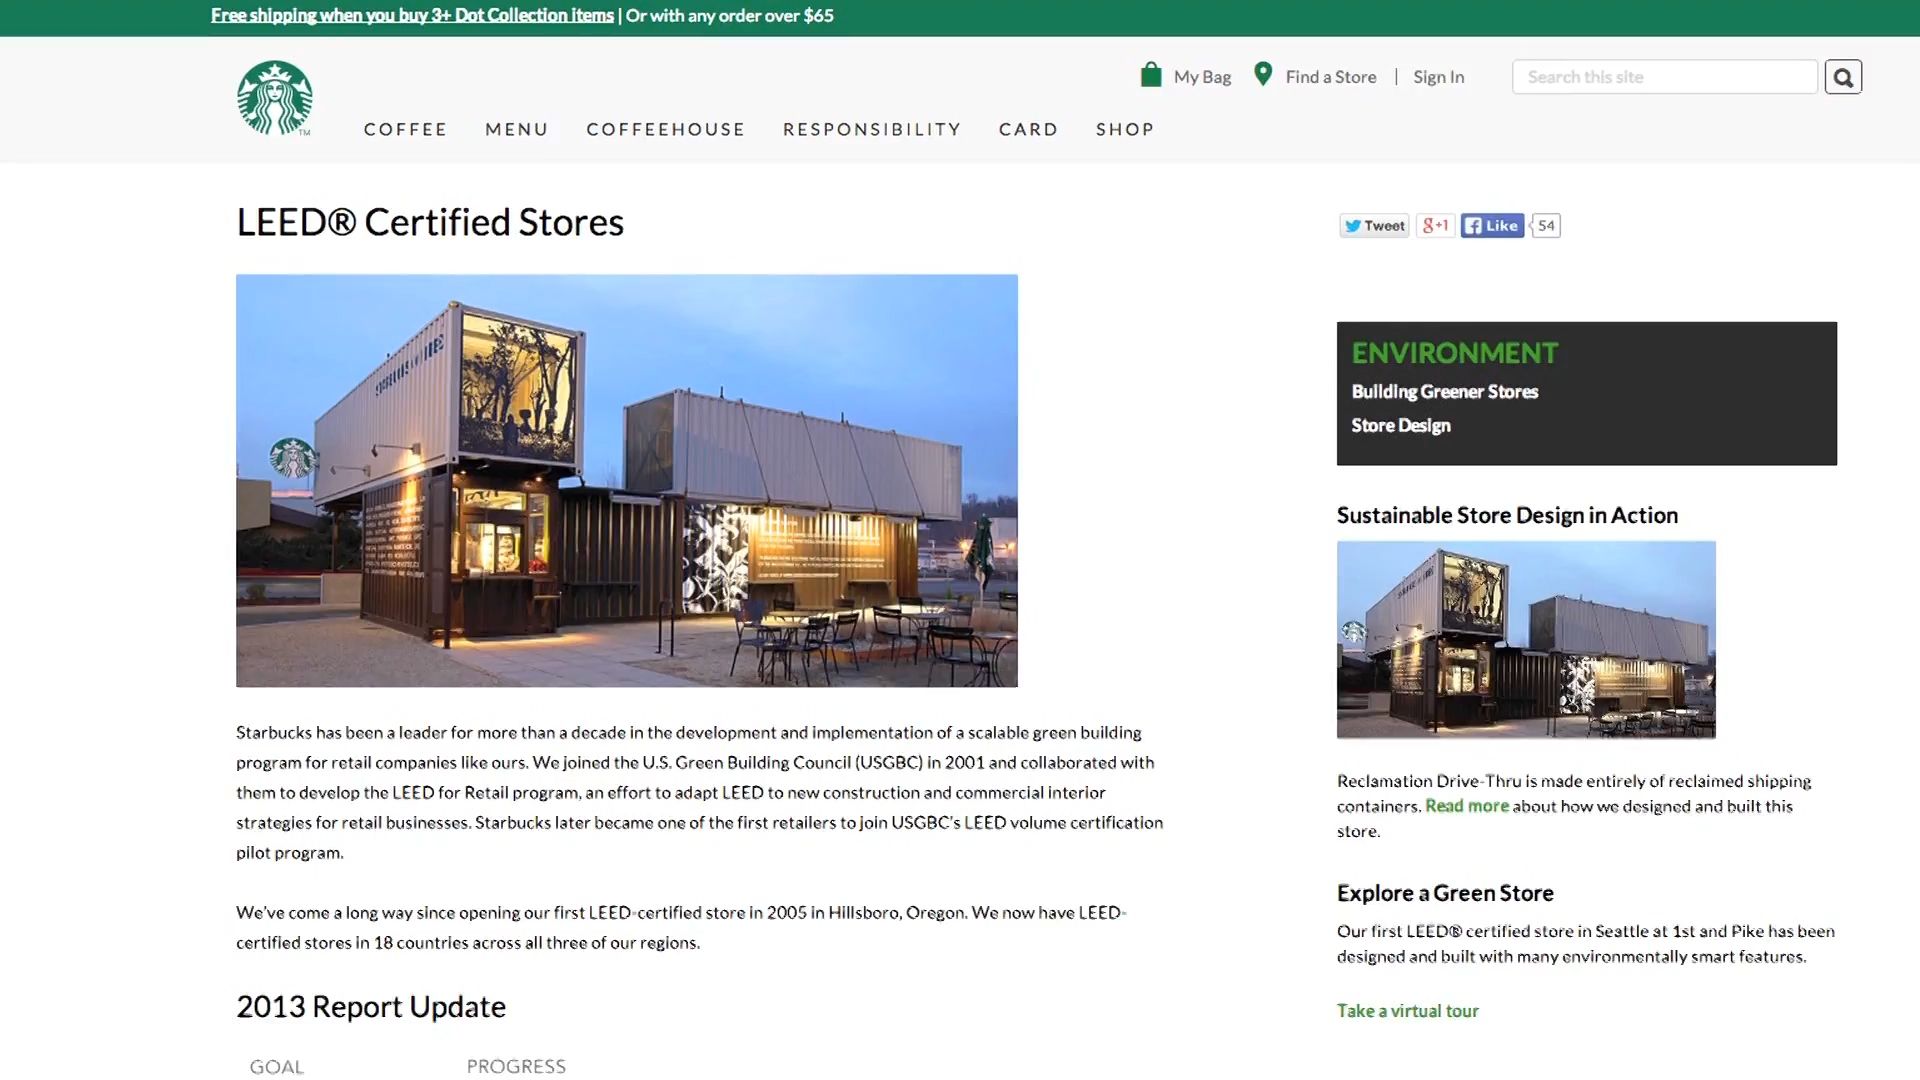 Free shipping when you buy 3+ Dot Collection items | Or with any order over $65
My Bag
Find a Store | Sign In
Search this site
COFFEE MENU COFFEEHOUSE RESPONSIBILITY CARD SHOP
TM
LEED® Certified Stores
Tweet
g+1
Like
54
Starbucks has been a leader for more than a decade in the development and implementation of a scalable green building
program for retail companies like ours. We joined the U.S. Green Building Council (USGBC) in 2001 and collaborated with
them to develop the LEED for Retail program, an effort to adapt LEED to new construction and commercial interior
strategies for retail businesses. Starbucks later became one of the first retailers to join USGBC's LEED volume certification
pilot program.
We've come a long way since opening our first LEED-certified store in 2005 in Hillsboro, Oregon. We now have LEED-
certified stores in 18 countries across all three of our regions.
2013 Report Update
GOAL PROGRESS
ENVIRONMENT
Building Greener Stores
Store Design
Sustainable Store Design in Action
Reclamation Drive-Thru is made entirely of reclaimed shipping
containers. Read more about how we designed and built this
store.
Explore a Green Store
Our first LEED® certified store in Seattle at 1st and Pike has been
designed and built with many environmentally smart features.
Take a virtual tour